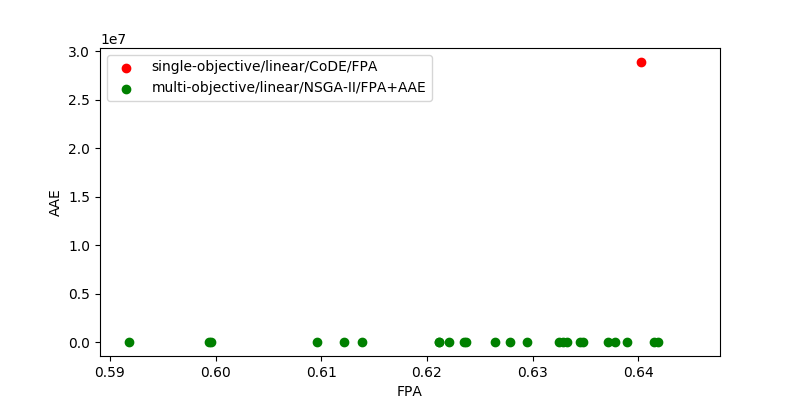 1e7
3.0
2.5
2.0
1.5
1.0
0.5
0.0
AAE
single-objective/linear/CoDE/FPA
multi-objective/linear/NSGA-II/FPA+AAE
0.59 0.60 0.61 0.62 0.63 0.64
FPA